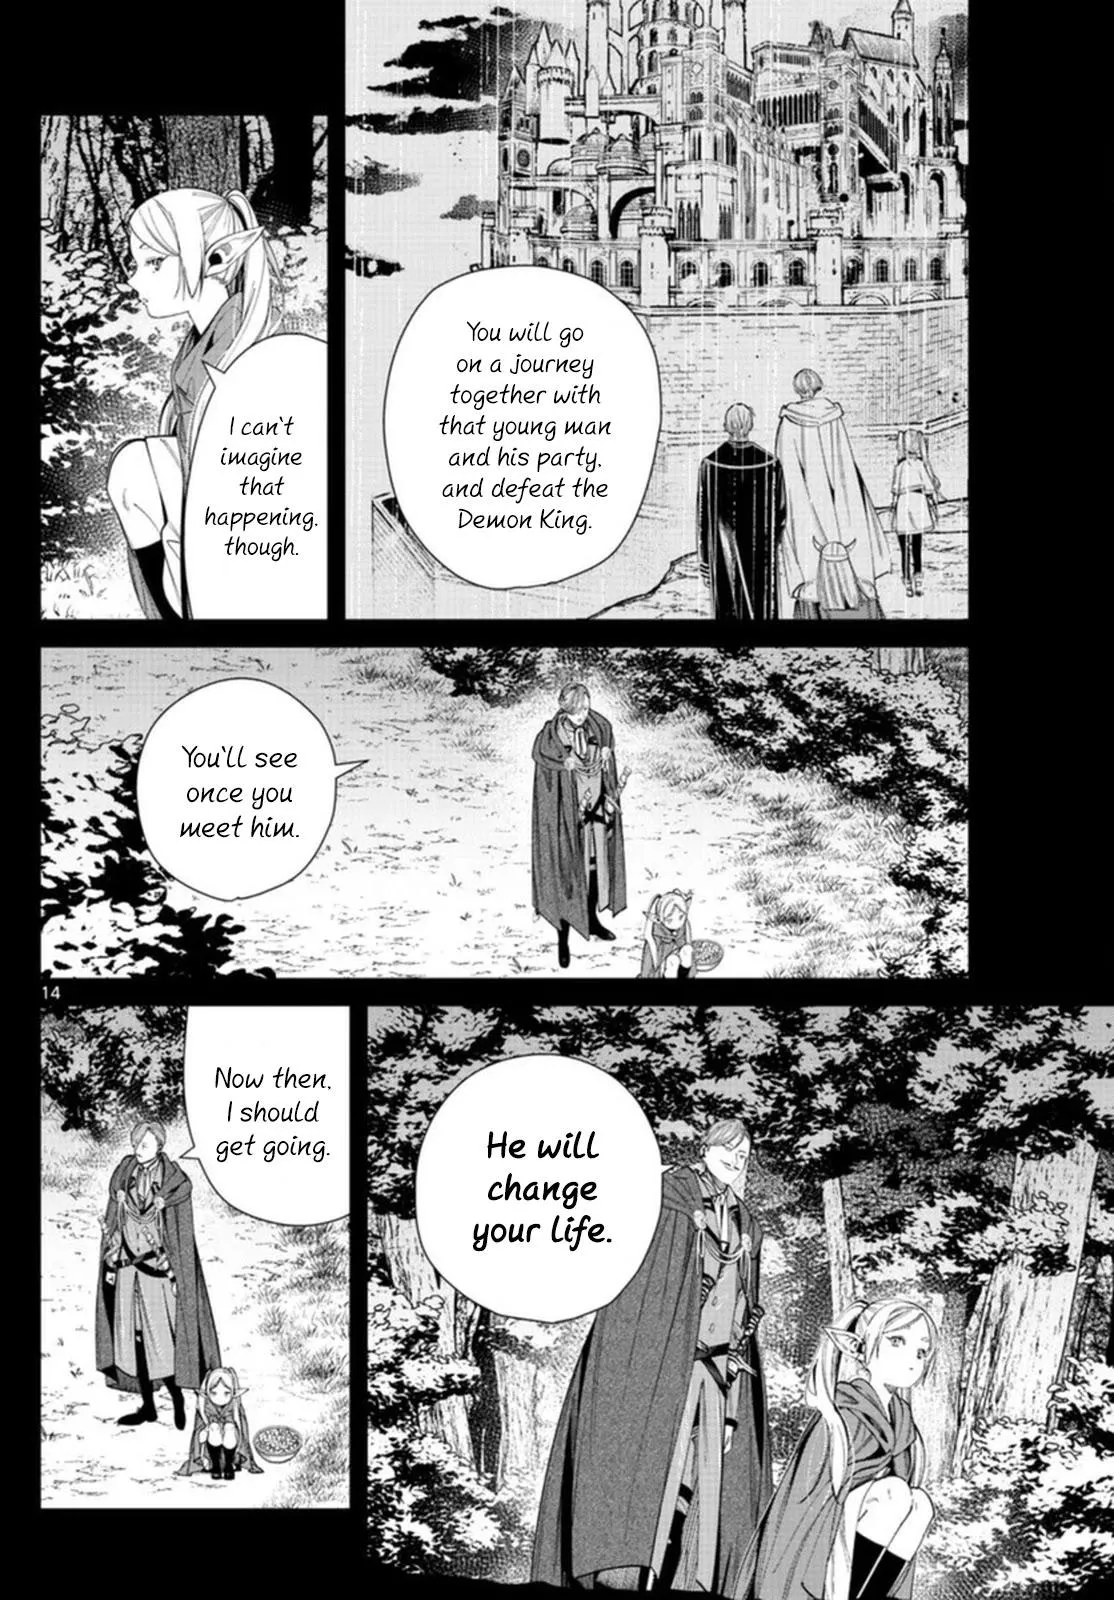 You will go
on a journey
together with
that young man
and his party,
and defeat the
Demon King.
I can't
imagine
that
happening,
though.
You'll see
once you
meet him.
14
He will
change
your life.
Now then,
I should
get going.